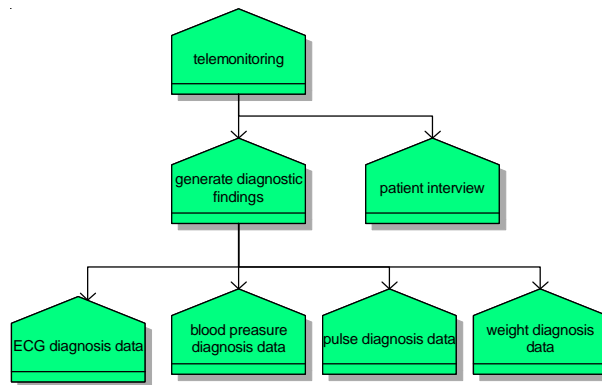 telemonitoring
generate diagnostic
findings
patient interview
ECG diagnosis data
blood preasure
diagnosis data
pulse diagnosis data
weight diagnosis
data